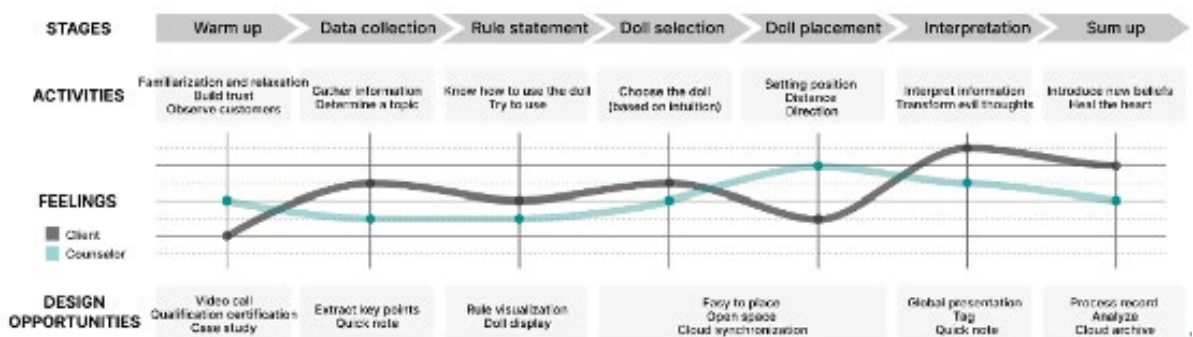 STAGES
Warm up
Data collection
Rule statement
Doll selection
Doll placement
Interpretation
Sum up
ACTIVITIES
Familiarization and relaxation
Build trust
Observe customers
Gather information
Determine a topic
Know how to use the doll
Try to use
Choose the doll
(based on intuition)
Setting position
Distance
Direction
Interpret information
Transform evil thoughts
Introduce new beliefs
Heal the heart
FEELINGS
Client
Counselor
DESIGN
OPPORTUNITIES
Video call
Qualification certification
Case study
Extract key points
Quick note
Rule visualization
Doll display
Easy to place
Open space
Cloud synchronization
Global presentation
Tag
Quick note
Process record
Analyze
Cloud archive